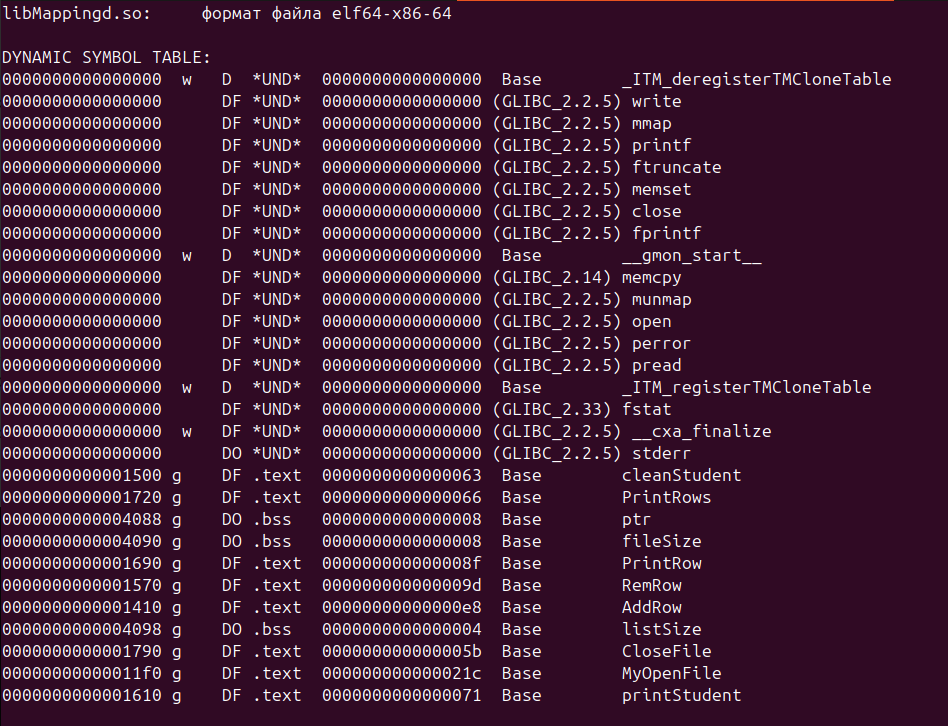 libMappingd.so:     формат файла elf64-x86-64

DYNAMIC SYMBOL TABLE:
0000000000000000  w   D  *UND*  0000000000000000  Base        _ITM_deregisterTMCloneTable
0000000000000000      DF *UND*  0000000000000000 (GLIBC_2.2.5) write
0000000000000000      DF *UND*  0000000000000000 (GLIBC_2.2.5) mmap
0000000000000000      DF *UND*  0000000000000000 (GLIBC_2.2.5) printf
0000000000000000      DF *UND*  0000000000000000 (GLIBC_2.2.5) ftruncate
0000000000000000      DF *UND*  0000000000000000 (GLIBC_2.2.5) memset
0000000000000000      DF *UND*  0000000000000000 (GLIBC_2.2.5) close
0000000000000000      DF *UND*  0000000000000000 (GLIBC_2.2.5) fprintf
0000000000000000  w   D  *UND*  0000000000000000  Base        __gmon_start__
0000000000000000      DF *UND*  0000000000000000 (GLIBC_2.14) memcpy
0000000000000000      DF *UND*  0000000000000000 (GLIBC_2.2.5) munmap
0000000000000000      DF *UND*  0000000000000000 (GLIBC_2.2.5) open
0000000000000000      DF *UND*  0000000000000000 (GLIBC_2.2.5) perror
0000000000000000      DF *UND*  0000000000000000 (GLIBC_2.2.5) pread
0000000000000000  w   D  *UND*  0000000000000000  Base        _ITM_registerTMCloneTable
0000000000000000      DF *UND*  0000000000000000 (GLIBC_2.33) fstat
0000000000000000  w   DF *UND*  0000000000000000 (GLIBC_2.2.5) __cxa_finalize
0000000000000000      DO *UND*  0000000000000000 (GLIBC_2.2.5) stderr
0000000000001500 g    DF .text  0000000000000063  Base        cleanStudent
0000000000001720 g    DF .text  0000000000000066  Base        PrintRows
0000000000004088 g    DO .bss   0000000000000008  Base        ptr
0000000000004090 g    DO .bss   0000000000000008  Base        fileSize
0000000000001690 g    DF .text  000000000000008f  Base        PrintRow
0000000000001570 g    DF .text  000000000000009d  Base        RemRow
0000000000001410 g    DF .text  00000000000000e8  Base        AddRow
0000000000004098 g    DO .bss   0000000000000004  Base        listSize
0000000000001790 g    DF .text  000000000000005b  Base        CloseFile
00000000000011f0 g    DF .text  000000000000021c  Base        MyOpenFile
0000000000001610 g    DF .text  0000000000000071  Base        printStudent